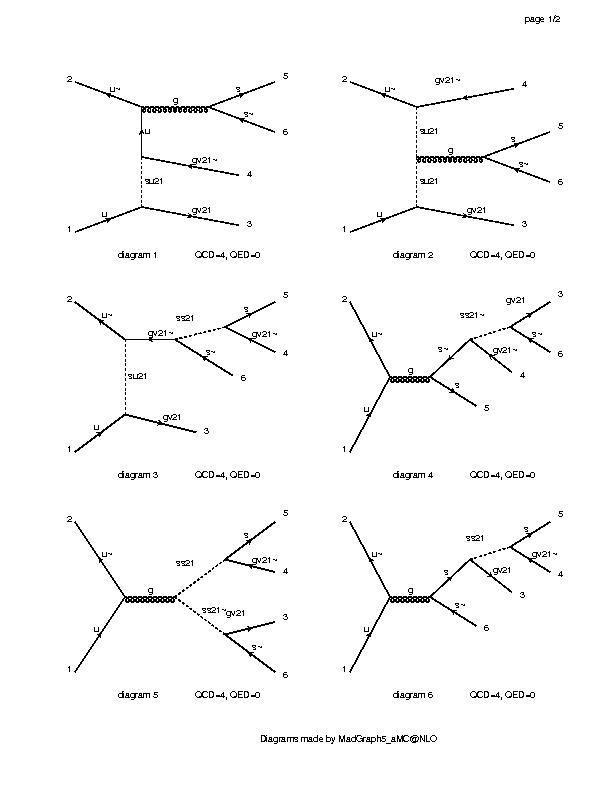 page 1/2
2 u~ g s 5
s~ 6
u
gv21~ 4
su21
u gv21
1 3
diagram 1 QCD=4, QED=0
2 u~ gv21~ 4
su21
g s 5
su21 s~ 6
u gv21
1 3
diagram 2 QCD=4, QED=0
2 u~ ss21 5
gv21~ gv21~ 4
s~ 6
su21
u gv21 3
1
diagram 3 QCD=4, QED=0
2 gv21 3
u~ ss21~ s~ 6
s~ gv21~ 4
g s 5
u
1
diagram 4 QCD=4, QED=0
2 s 5
u~ ss21 gv21~ 4
g
ss21~ gv21 3
u s~ 6
1
diagram 5 QCD=4, QED=0
2 s 5
u~ ss21 gv21~ 4
s gv21 3
g s~ 6
u
1
diagram 6 QCD=4, QED=0
Diagrams made by MadGraph5_aMC@NLO